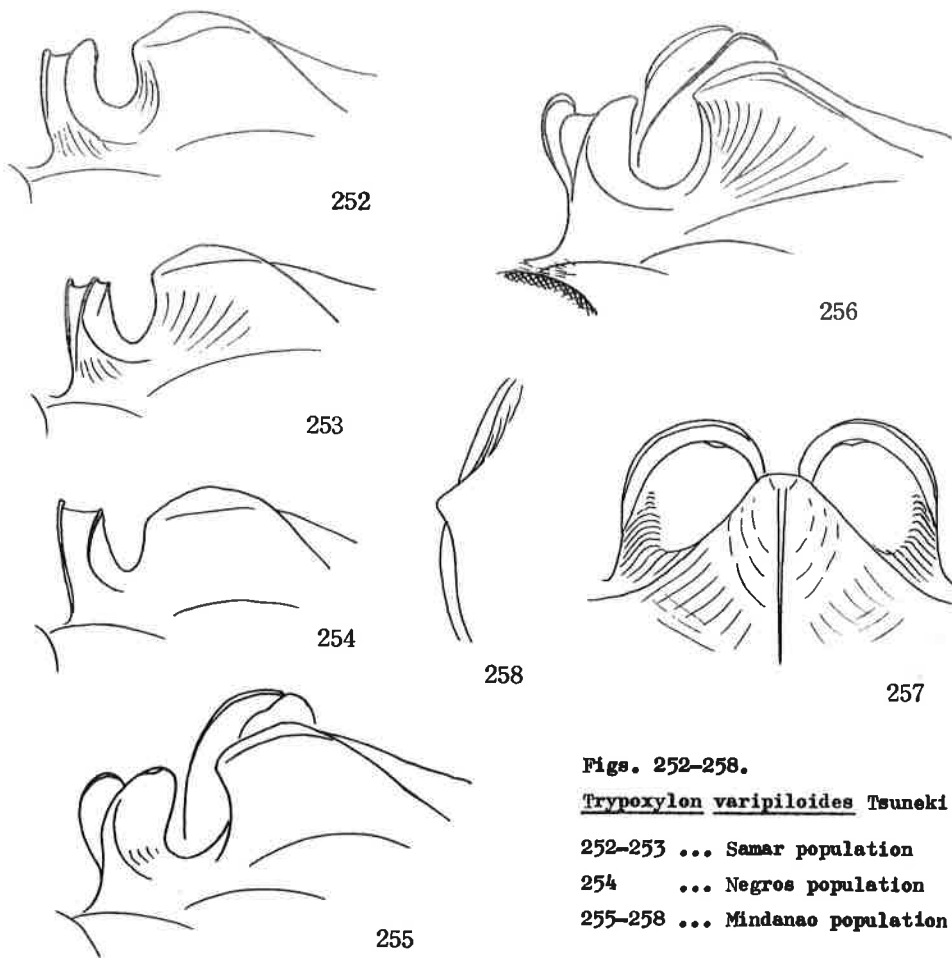 252
256
253
254
258
257
255
Figs. 252-258.
Trypoxylon varipiloides Tsuneki
252-253 ... Samar population
254 ... Negros population
255-258 ... Mindanao population